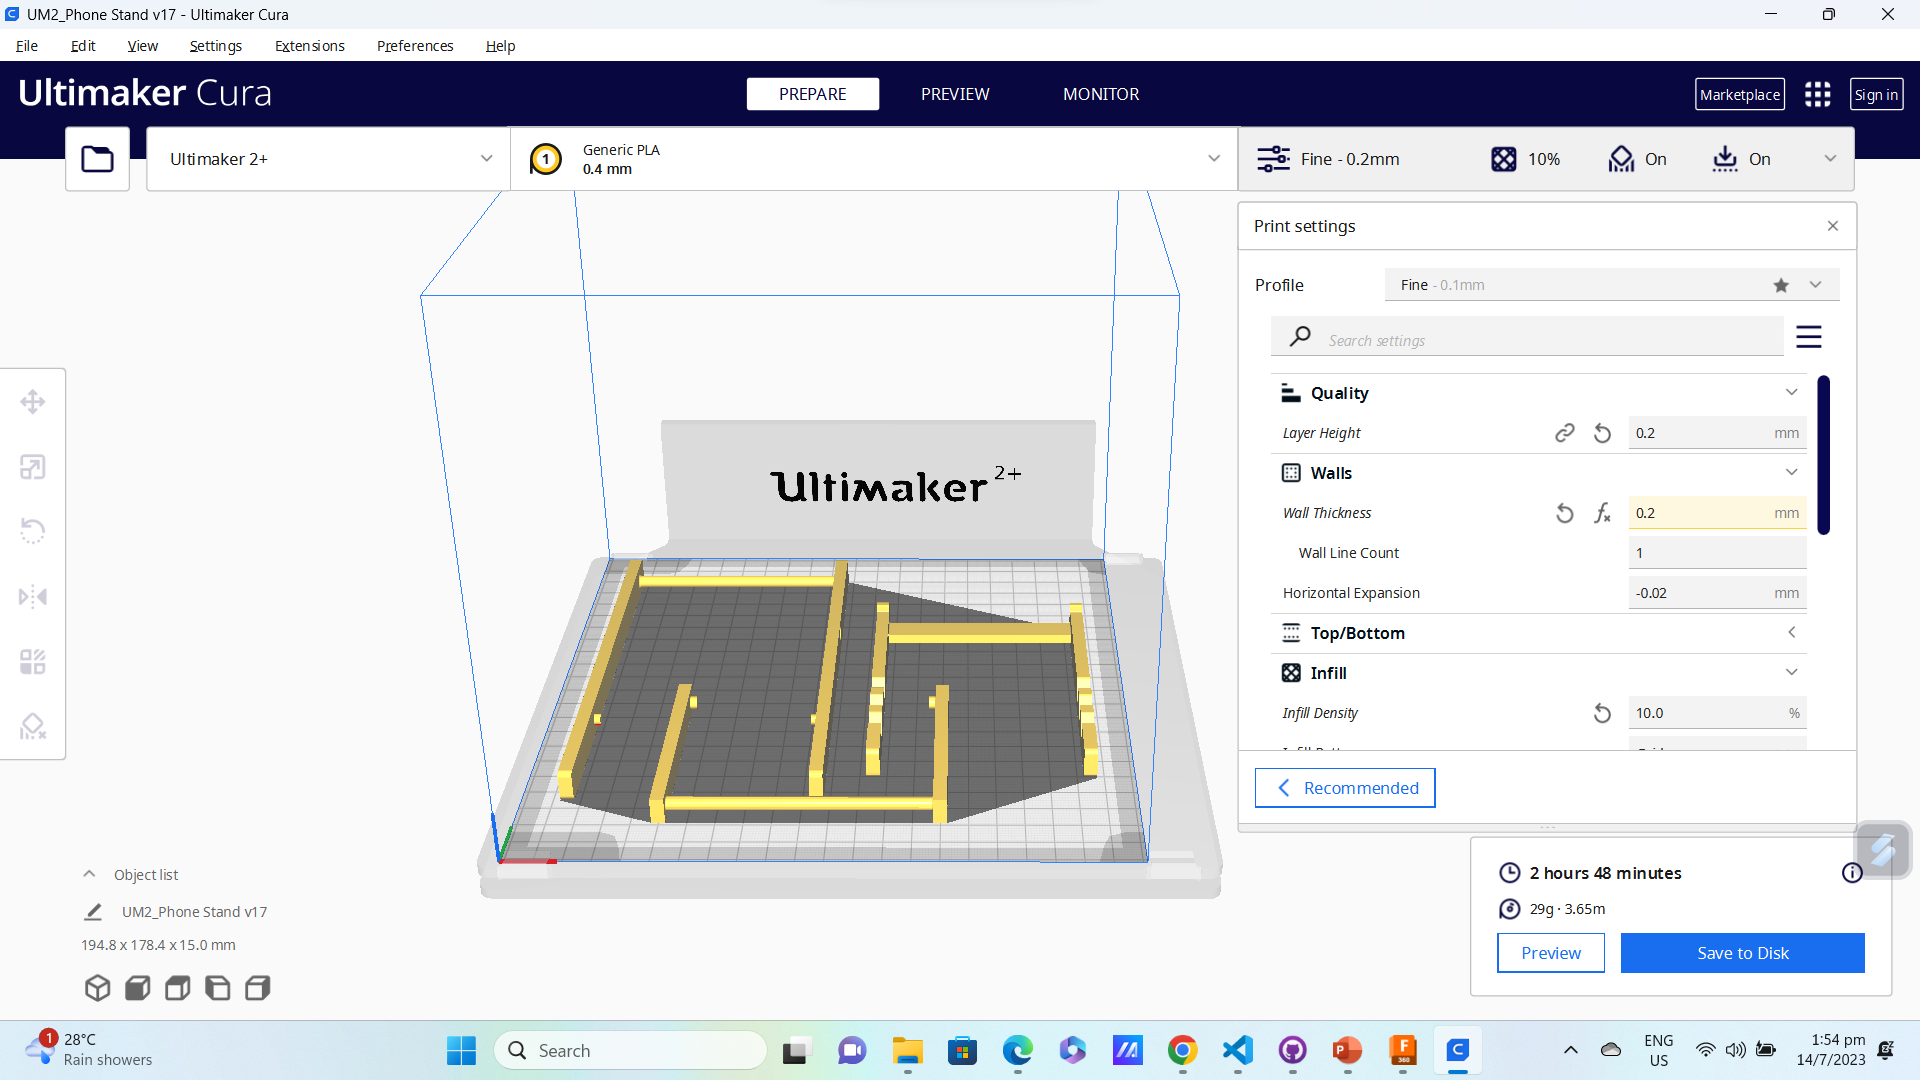 UM2_Phone Stand v17 - Ultimaker Cura
File Edit View Settings Extensions Preferences Help
Ultimaker Cura
PREPARE PREVIEW MONITOR
Marketplace
Sign in
Ultimaker 2+
1
Generic PLA
0.4 mm
Fine - 0.2mm
10%
On
On
Print settings
Profile
Fine - 0.1mm
Search settings
Quality
Layer Height 0.2 mm
Walls
Wall Thickness 0.2 mm
Wall Line Count 1
Horizontal Expansion -0.02 mm
Top/Bottom
Infill
Infill Density 10.0 %
Recommended
Ultimaker 2+
Object list
UM2_Phone Stand v17
194.8 x 178.4 x 15.0 mm
2 hours 48 minutes
29g · 3.65m
Preview
Save to Disk
1
28°C
Rain showers
Search
ENG
US
1:54 pm
14/7/2023